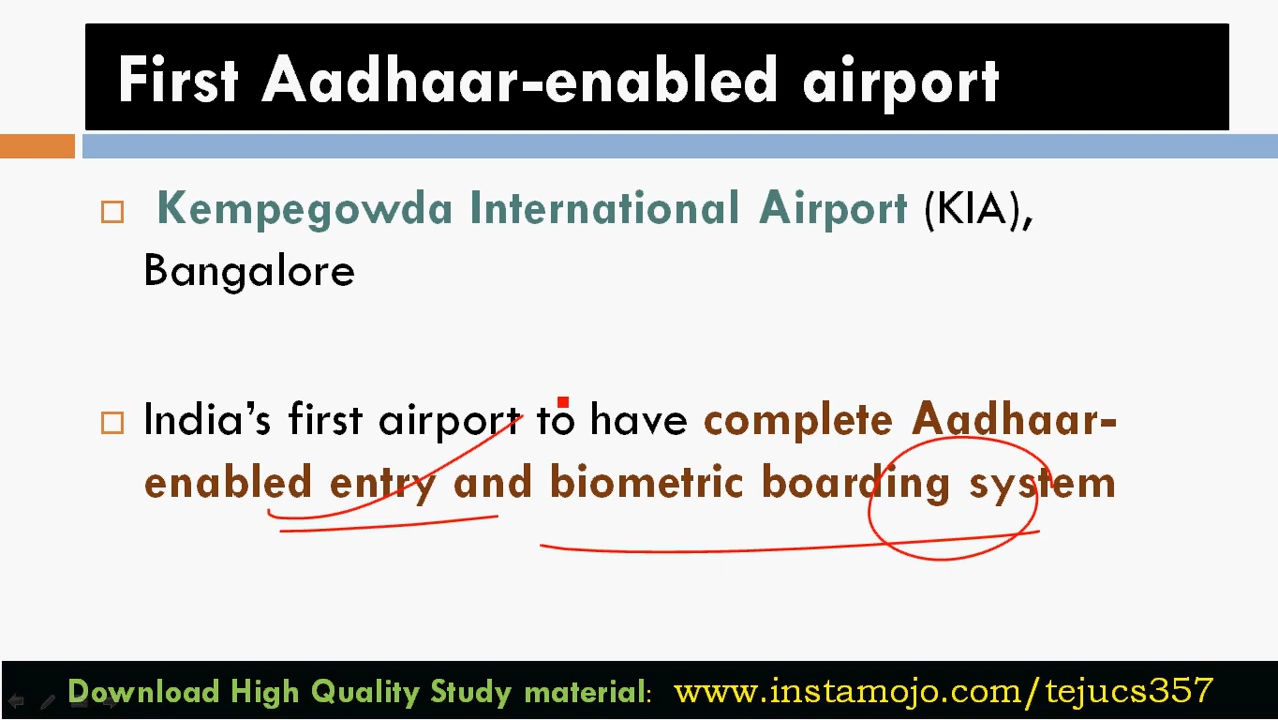 First Aadhaar-enabled airport
Kempegowda International Airport (KIA),
Bangalore
India's first airport to have complete Aadhaar-
enabled entry and biometric boarding system
Download High Quality Study material: www.instamojo.com/tejucs357